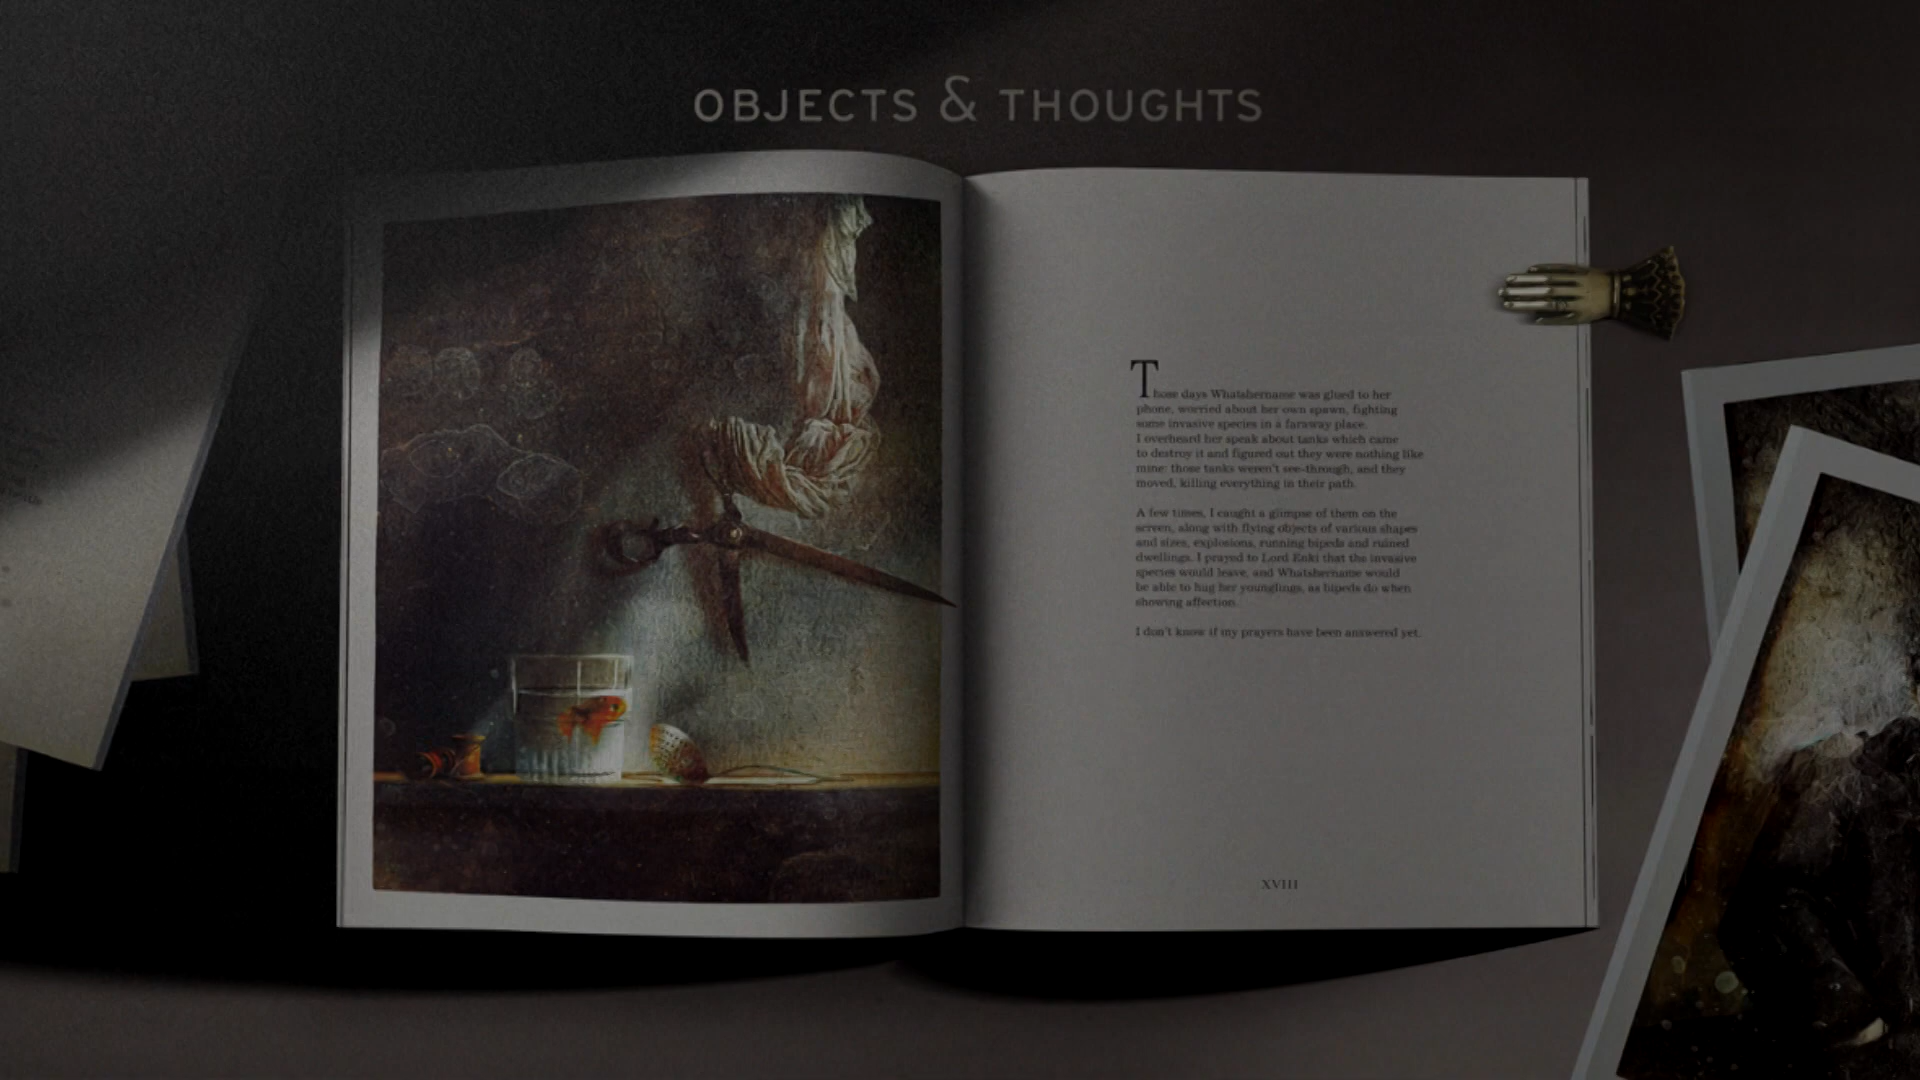 OBJECTS & THOUGHTS
Those days Whatshername was glued to her
phone, worried about her own spawn, fighting
some invasive species in a faraway place.
I overheard her speak about tanks which came
to destroy it and figured out they were nothing like
mine: those tanks weren't see-through, and they
moved, killing everything in their path.
A few times, I caught a glimpse of them on the
screen, along with flying objects of various shapes
and sizes, explosions, running bipeds and ruined
dwellings. I prayed to Lord Enki that the invasive
species would leave, and Whatshername would
be able to hug her younglings, as bipeds do when
showing affection.
I don't know if my prayers have been answered yet.
XVIII